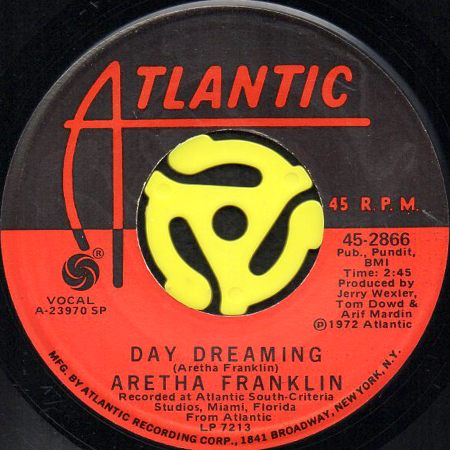 ATLANTIC
45 R.P.M.
®
VOCAL
A-23970 SP
45-2866
Pub., Pundit,
BMI
Time: 2:45
Produced by
Jerry Wexler,
Tom Dowd &
Arif Mardin
Ⓟ1972 Atlantic
DAY DREAMING
(Aretha Franklin)
ARETHA FRANKLIN
Recorded at Atlantic South-Criteria
Studios, Miami, Florida
From Atlantic
LP 7213
MFG. BY ATLANTIC RECORDING CORP., 1841 BROADWAY, NEW YORK, N.Y.